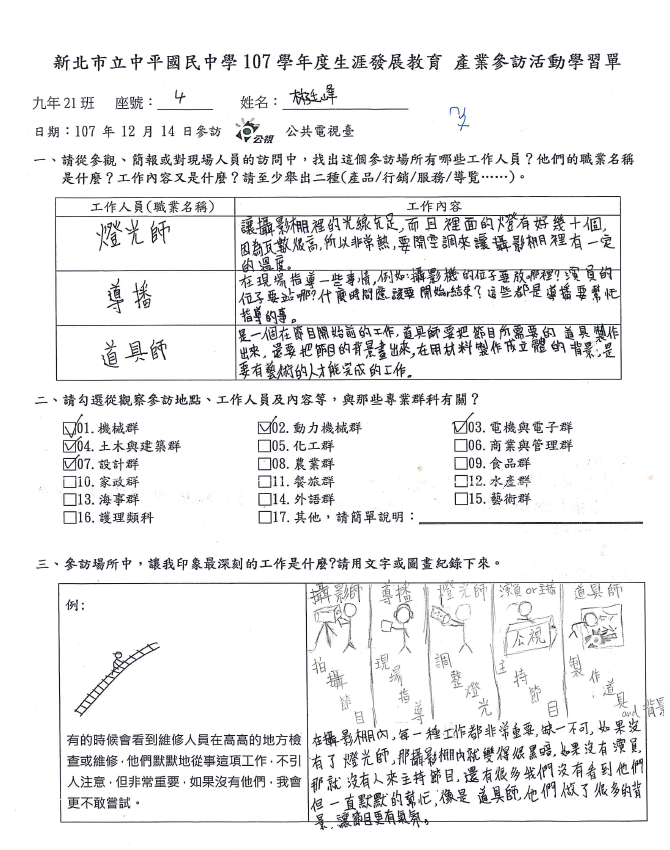 新北市立中平國民中學107學年度生涯發展教育 產業參訪活動學習單
九年21班 座號： 4 姓名：
日期：107 年 12 月 14 日參訪 公視 公共電視臺
一、請從參觀、簡報或對現場人員的訪問中，找出這個參訪場所有哪些工作人員？他們的職業名稱
是什麼？工作內容又是什麼？請至少舉出二種(產品/行銷/服務/導覽……)。
工作人員(職業名稱) 工作內容
燈光師
讓攝影棚裡的光線充足,而且裡面的燈有好幾十個,
因為瓦數很高,所以非常熱,要開空調來讓攝影棚裡有一定
的溫度。
導播
在現場指導一些事情,例如:攝影機的位子要放哪裡?演員的
位子要站哪?什麼時間應該要開始,結束?這些都是導播要幫忙
指導的事。
道具師
是一個在節目開始前的工作,道具師要把節目所需要的道具製作
出來,還要把節目的背景畫出來,在用材料製作成立體的背景;是
要有藝術的人才能完成的工作。
二、請勾選從觀察參訪地點、工作人員及內容等，與那些專業群科有關？
☑01.機械群 ☑02.動力機械群 ☑03.電機與電子群
☑04.土木與建築群 □05.化工群 □06.商業與管理群
☑07.設計群 □08.農業群 □09.食品群
□10.家政群 □11.餐旅群 □12.水產群
□13.海事群 □14.外語群 □15.藝術群
□16.護理類科 □17.其他，請簡單說明：
三、參訪場所中，讓我印象最深刻的工作是什麼?請用文字或圖畫紀錄下來。
例:
有的時候會看到維修人員在高高的地方檢
查或維修，他們默默地從事這項工作，不引
人注意，但非常重要，如果沒有他們，我會
更不敢嘗試。
攝影師 導播 燈光師 演員or主播 道具師
公視
拍攝節目
現場指導
調整燈光
主持節目
製作道具and背景
在攝影棚內,每一種工作都非常重要,缺一不可,如果沒
有了燈光師,那攝影棚內就變得很黑暗,如果沒有演員,
那就沒有人來主持節目,還有很多我們沒有看到他們
但一直默默的幫忙,像是道具師,他們做了很多的背
景,讓節目更有氣氛。